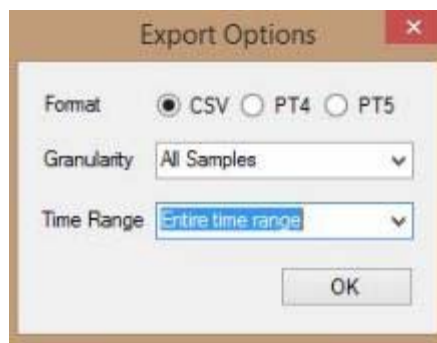 Export Options
Format CSV PT4 PT5
Granularity All Samples
Time Range Entire time range
OK